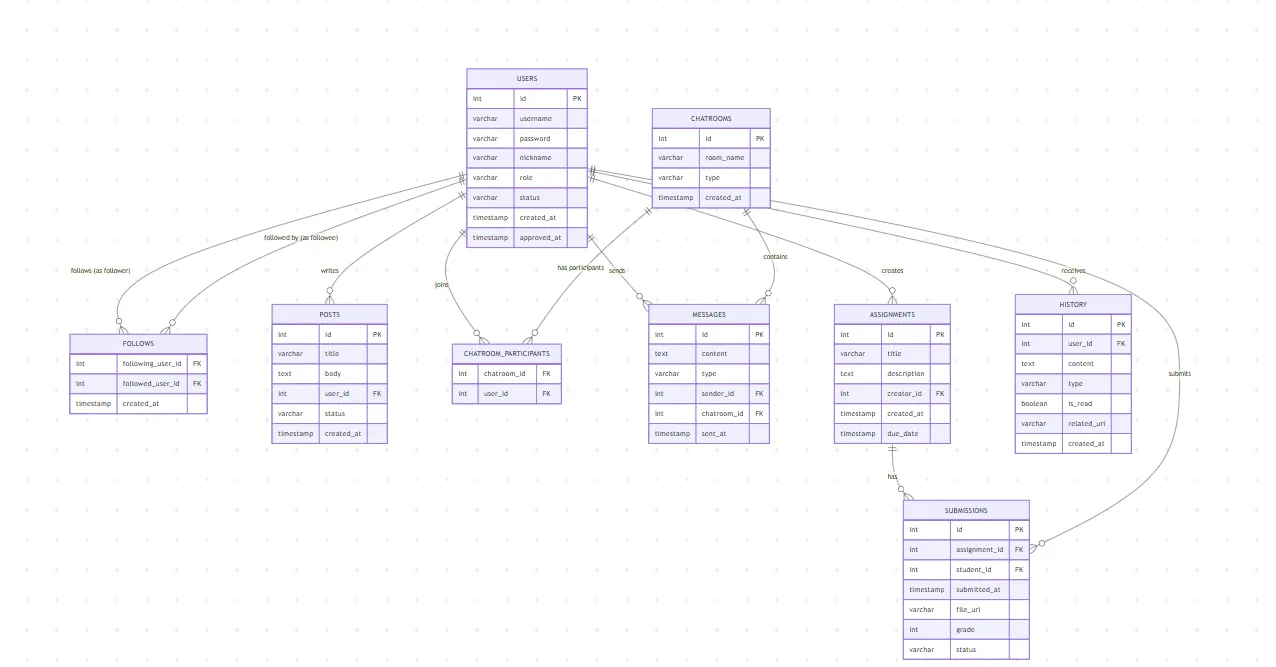 USERS
int id PK
varchar username
varchar password
varchar nickname
varchar role
varchar status
timestamp created_at
timestamp approved_at
CHATROOMS
int id PK
varchar room_name
varchar type
timestamp created_at
follows (as follower)
followed by (as followee)
writes
joins
has participants
sends
contains
creates
receives
submits
FOLLOWS
int following_user_id FK
int followed_user_id FK
timestamp created_at
POSTS
int id PK
varchar title
text body
int user_id FK
varchar status
timestamp created_at
CHATROOM_PARTICIPANTS
int chatroom_id FK
int user_id FK
MESSAGES
int id PK
text content
varchar type
int sender_id FK
int chatroom_id FK
timestamp sent_at
ASSIGNMENTS
int id PK
varchar title
text description
int creator_id FK
timestamp created_at
timestamp due_date
HISTORY
int id PK
int user_id FK
text content
varchar type
boolean is_read
varchar related_url
timestamp created_at
has
SUBMISSIONS
int id PK
int assignment_id FK
int student_id FK
timestamp submitted_at
varchar file_url
int grade
varchar status